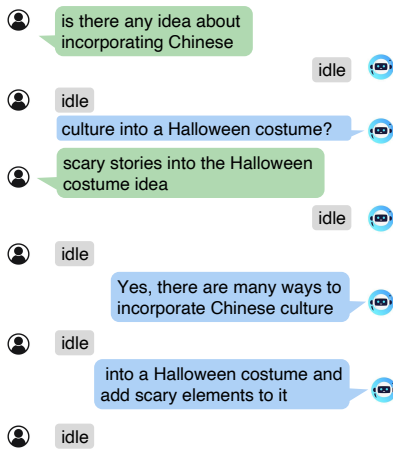 is there any idea about
incorporating Chinese
idle
idle
culture into a Halloween costume?
scary stories into the Halloween
costume idea
idle
idle
Yes, there are many ways to
incorporate Chinese culture
idle
into a Halloween costume and
add scary elements to it
idle